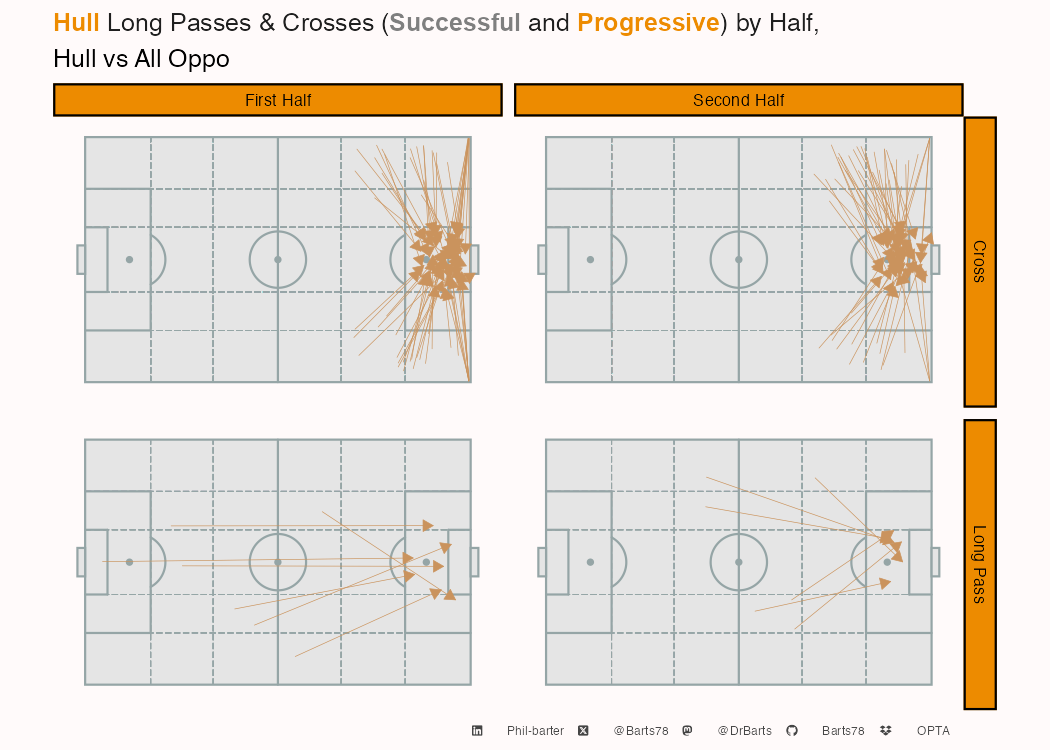 Hull Long Passes & Crosses (Successful and Progressive) by Half,
Hull vs All Oppo
First Half
Second Half
Cross
Long Pass
Phil-barter @Barts78 @DrBarts Barts78 OPTA